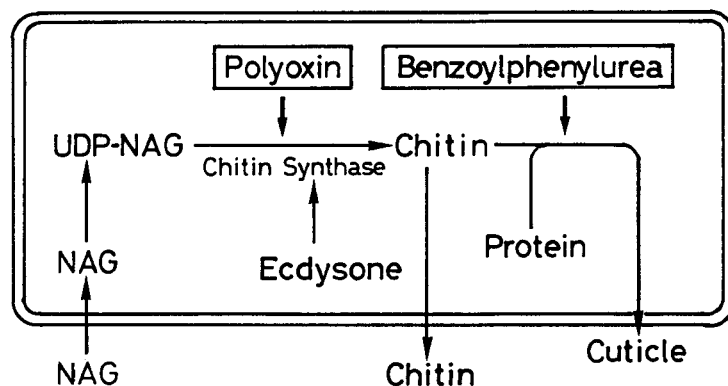 Polyoxin
Benzoylphenylurea
UDP-NAG
Chitin
Chitin Synthase
Protein
NAG
Ecdysone
Cuticle
NAG
Chitin